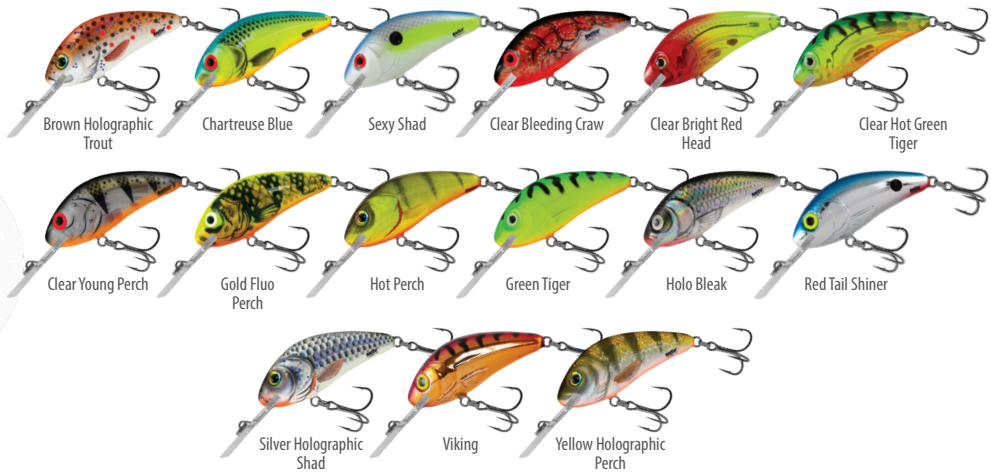 Brown Holographic
Trout
Chartreuse Blue
Sexy Shad
Clear Bleeding Craw
Clear Bright Red
Head
Clear Hot Green
Tiger
Clear Young Perch
Gold Fluo
Perch
Hot Perch
Green Tiger
Holo Bleak
Red Tail Shiner
Silver Holographic
Shad
Viking
Yellow Holographic
Perch